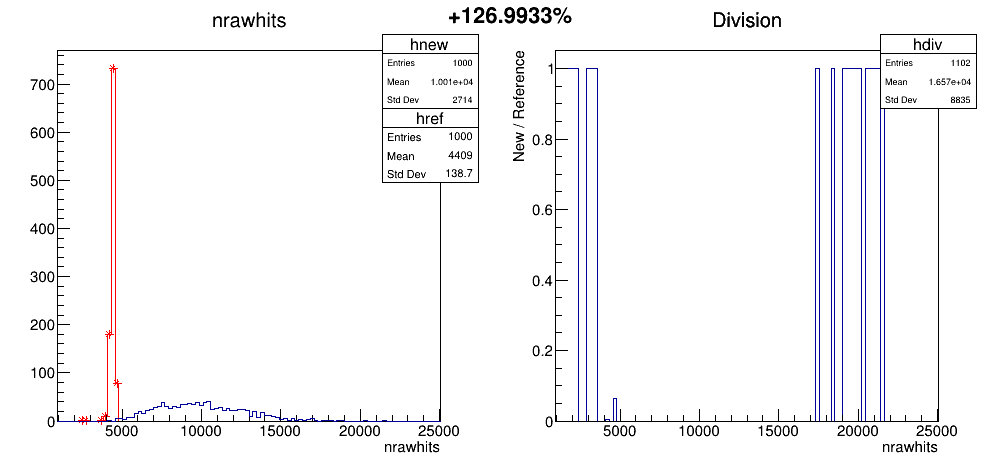 +126.9933%
nrawhits
hnew
Entries 1000
Mean 1.001e+04
Std Dev 2714
href
Entries 1000
Mean 4409
Std Dev 138.7
700
600
500
400
300
200
100
0
5000 10000 15000 20000 25000
nrawhits
Division
hdiv
Entries 1102
Mean 1.657e+04
Std Dev 8835
New / Reference
1
0.8
0.6
0.4
0.2
0
5000 10000 15000 20000 25000
nrawhits